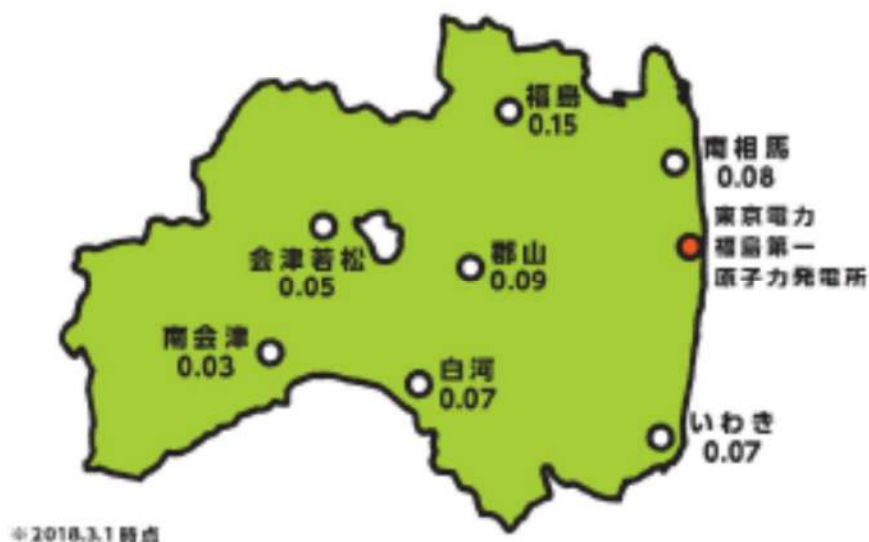 福島
0.15
南相馬
0.08
東京電力
福島第一
原子力発電所
会津若松
0.05
郡山
0.09
南会津
0.03
白河
0.07
いわき
0.07
※2018.3.1時点